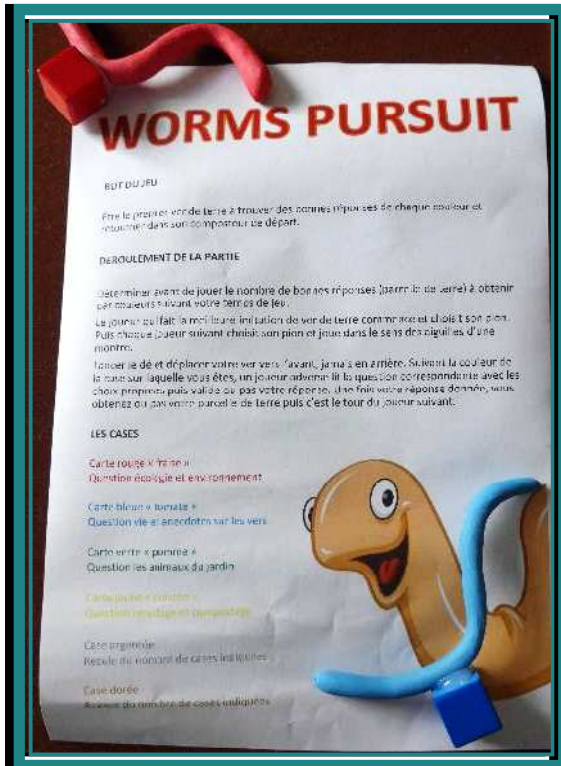 WORMS PURSUIT
BUT DU JEU
Etre le premier ver de terre à trouver des bonnes réponses de chaque couleur et
retourner dans son composteur de départ.
DEROULEMENT DE LA PARTIE
Déterminer avant de jouer le nombre de bonnes réponses (parcelle de terre) à obtenir
par couleurs suivant votre temps de jeu.
Le joueur qui fait la meilleure imitation de ver de terre commence et choisit son pion.
Puis chaque joueur suivant choisit son pion et joue dans le sens des aiguilles d'une
montre.
Lancer le dé et déplacer votre ver vers l'avant, jamais en arrière. Suivant la couleur de
la case sur laquelle vous êtes, un joueur adverse lit la question correspondante avec les
choix proposés puis valide ou pas votre réponse. Une fois votre réponse donnée, vous
obtenez ou pas votre parcelle de terre puis c'est le tour du joueur suivant.
LES CASES
Carte rouge « fraise »
Question écologie et environnement
Carte bleue « tomate »
Question vie et anecdotes sur les vers
Carte verte « pomme »
Question les animaux du jardin
Carte jaune
Question recyclage et compostage
Case argentée
Recule du nombre de cases indiquées
Case dorée
Avance du nombre de cases indiquées